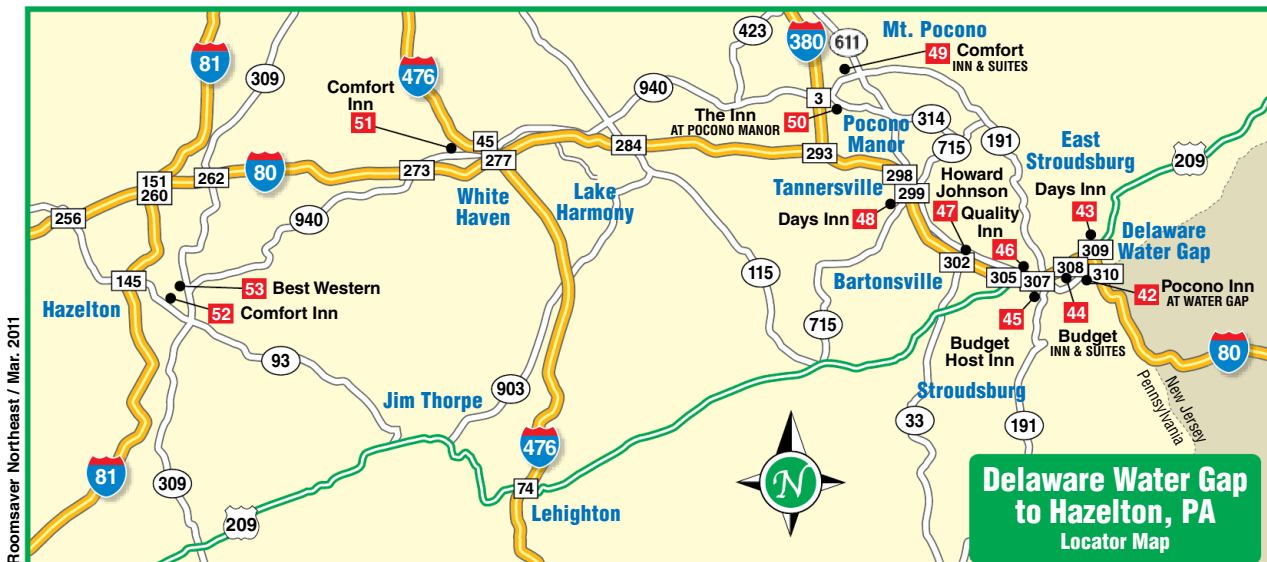 Roomsaver Northeast / Mar. 2011
81
309
476
Comfort
Inn
51
45
277
273
80
262
151
260
256
940
White
Haven
145
Hazelton
53 Best Western
52 Comfort Inn
93
81
309
209
Jim Thorpe
903
476
74
Lehighton
423
380
611
Mt. Pocono
49 Comfort
INN & SUITES
940
3
The Inn
AT POCONO MANOR
50
Pocono
Manor
314
715
191
284
293
298
299
Lake
Harmony
Tannersville
Days Inn 48
Howard
Johnson
47
Quality
Inn
46
East
Stroudsburg
209
Days Inn
43
Delaware
Water Gap
309
308
310
302
305
307
Bartonsville
115
715
42 Pocono Inn
AT WATER GAP
45
Budget
Host Inn
44
Budget
INN & SUITES
80
Stroudsburg
33
191
New Jersey
Pennsylvania
N
Delaware Water Gap
to Hazelton, PA
Locator Map